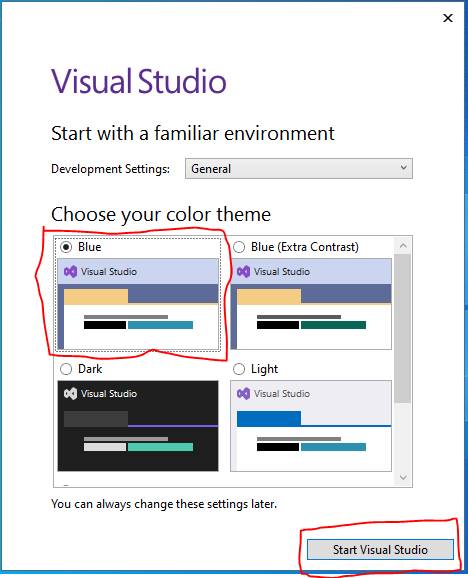 Visual Studio
Start with a familiar environment
Development Settings: General
Choose your color theme
Blue
Blue (Extra Contrast)
Visual Studio
Visual Studio
Dark
Light
Visual Studio
Visual Studio
You can always change these settings later.
Start Visual Studio